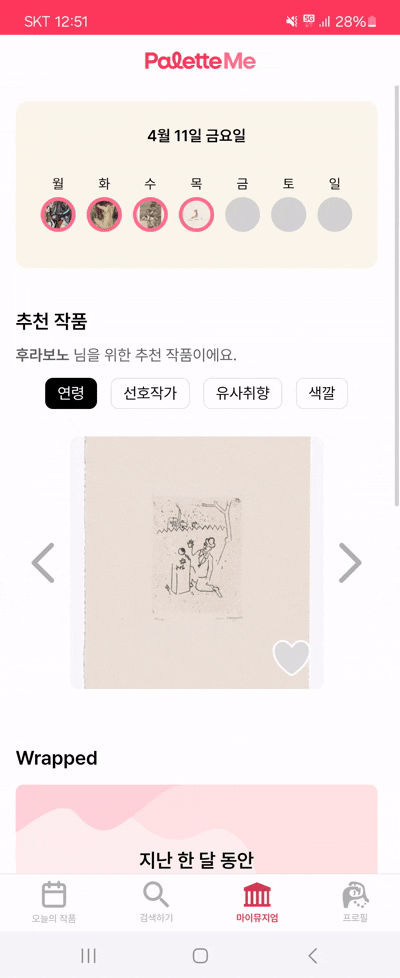 SKT 12:51
5G
28%
PaletteMe
4월 11일 금요일
월 화 수 목 금 토 일
추천 작품
후라보노 님을 위한 추천 작품이에요.
연령 선호작가 유사취향 색깔
Wrapped
지난 한 달 동안
오늘의 작품 검색하기 마이뮤지엄 프로필